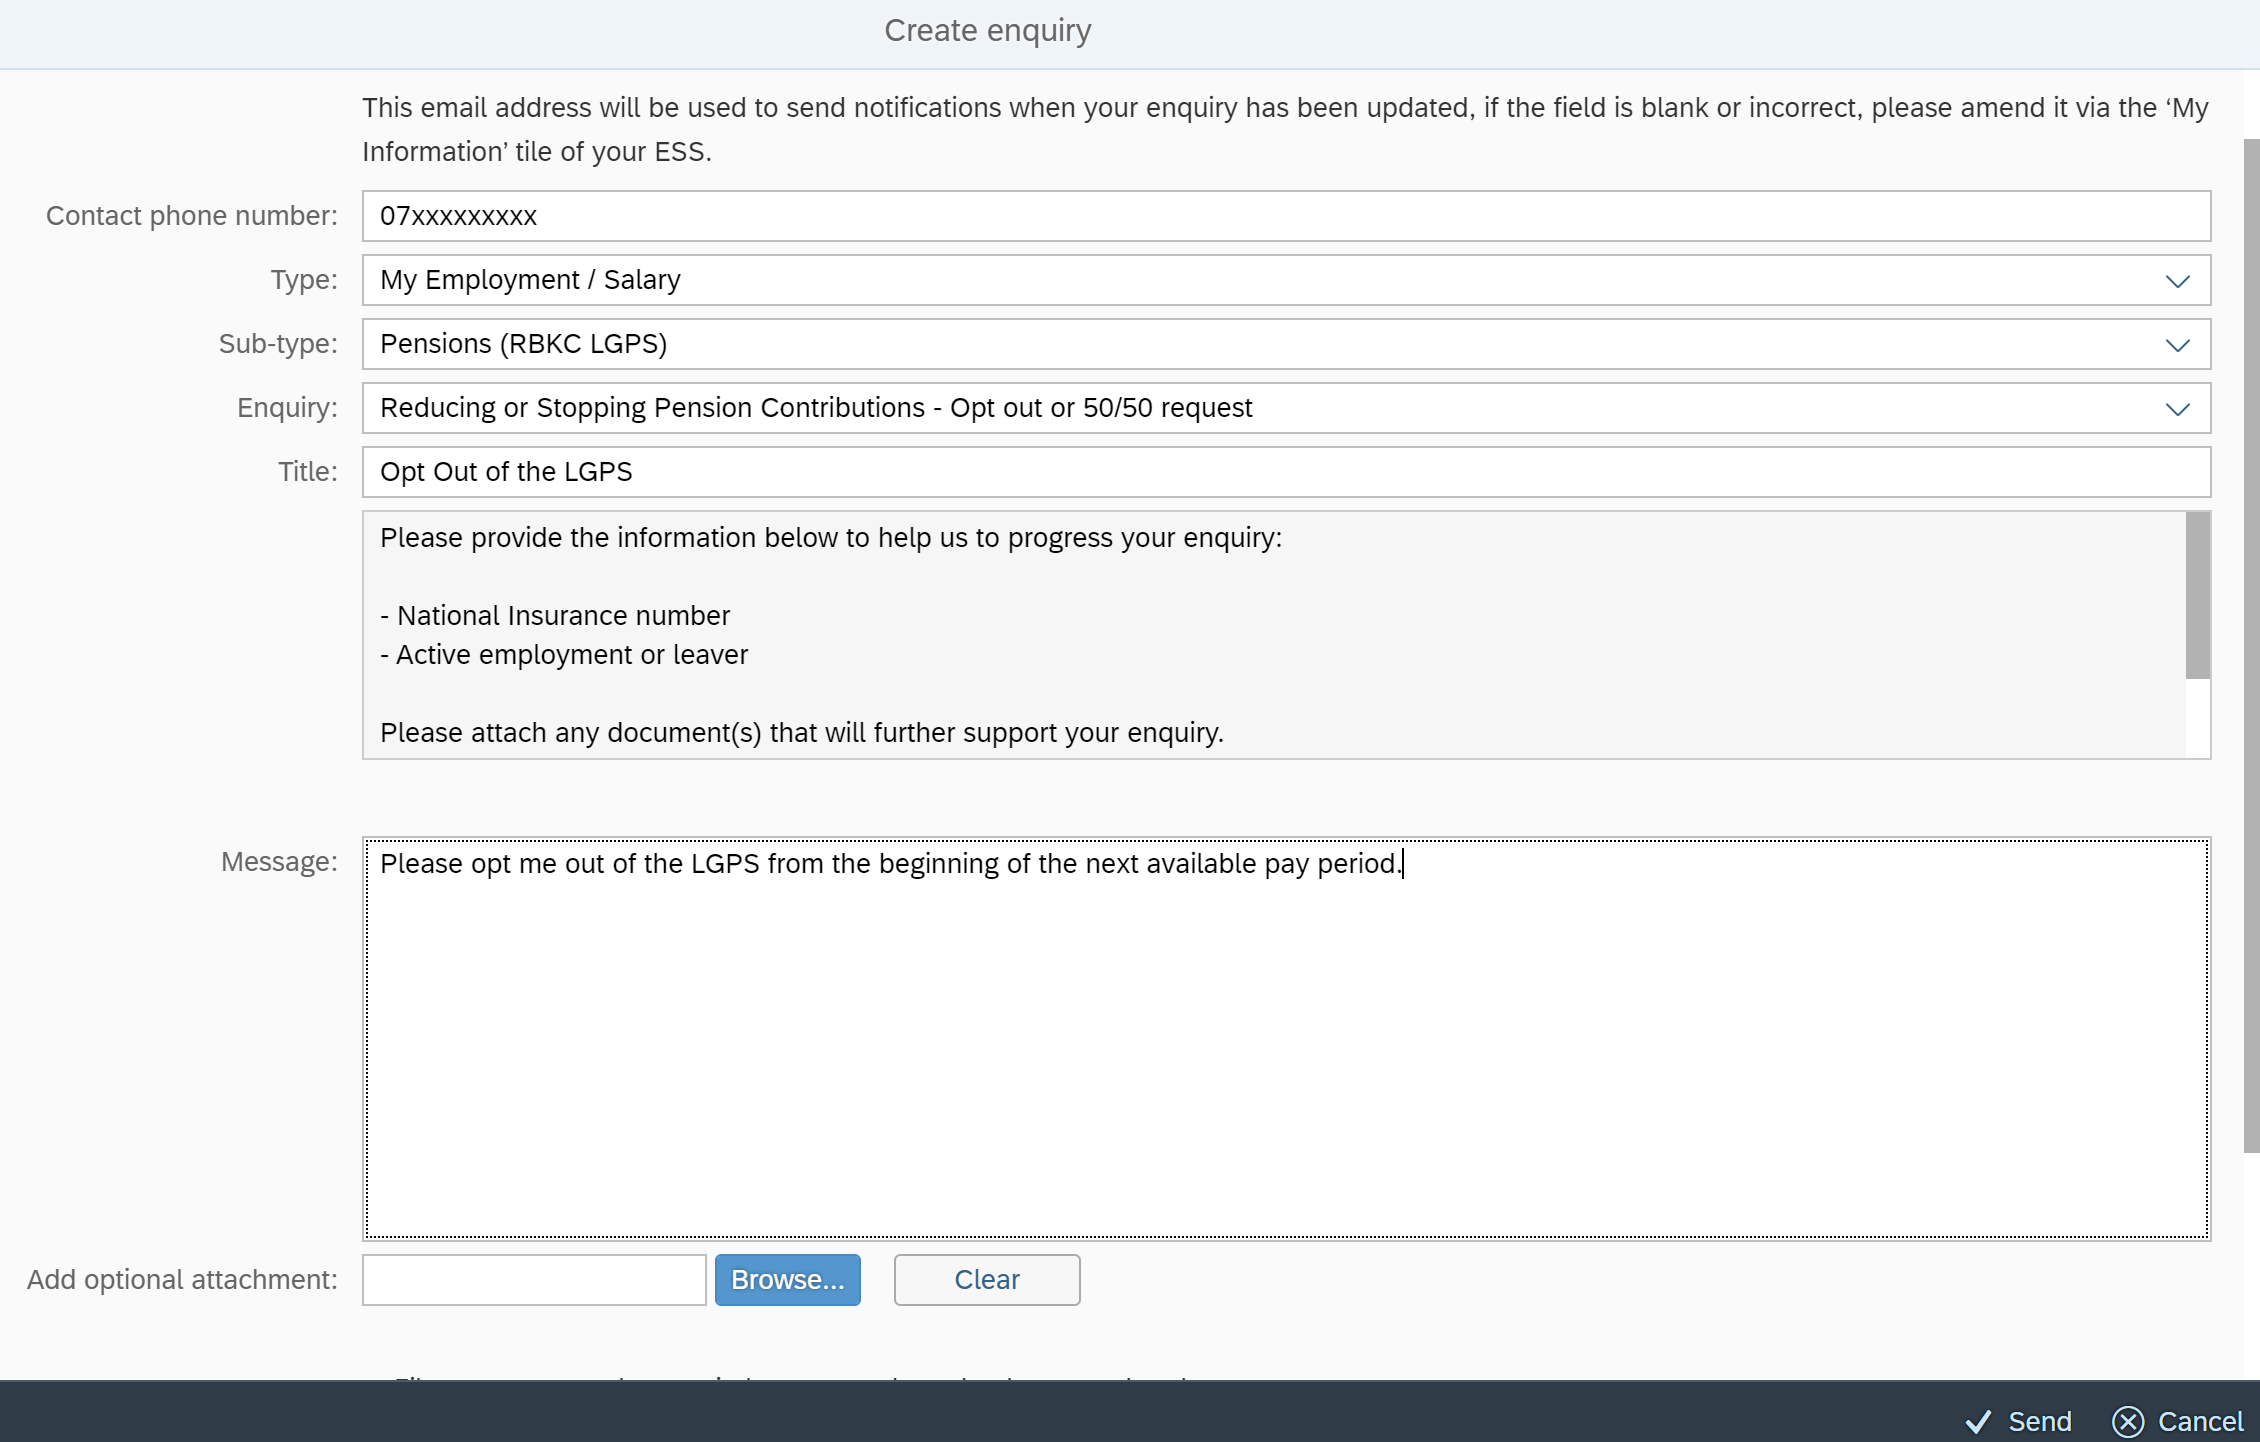 Create enquiry
This email address will be used to send notifications when your enquiry has been updated, if the field is blank or incorrect, please amend it via the ‘My
Information’ tile of your ESS.
Contact phone number: 07xxxxxxxxx
Type: My Employment / Salary
Sub-type: Pensions (RBKC LGPS)
Enquiry: Reducing or Stopping Pension Contributions - Opt out or 50/50 request
Title: Opt Out of the LGPS
Please provide the information below to help us to progress your enquiry:
- National Insurance number
- Active employment or leaver
Please attach any document(s) that will further support your enquiry.
Message: Please opt me out of the LGPS from the beginning of the next available pay period.
Add optional attachment: Browse... Clear
Send Cancel